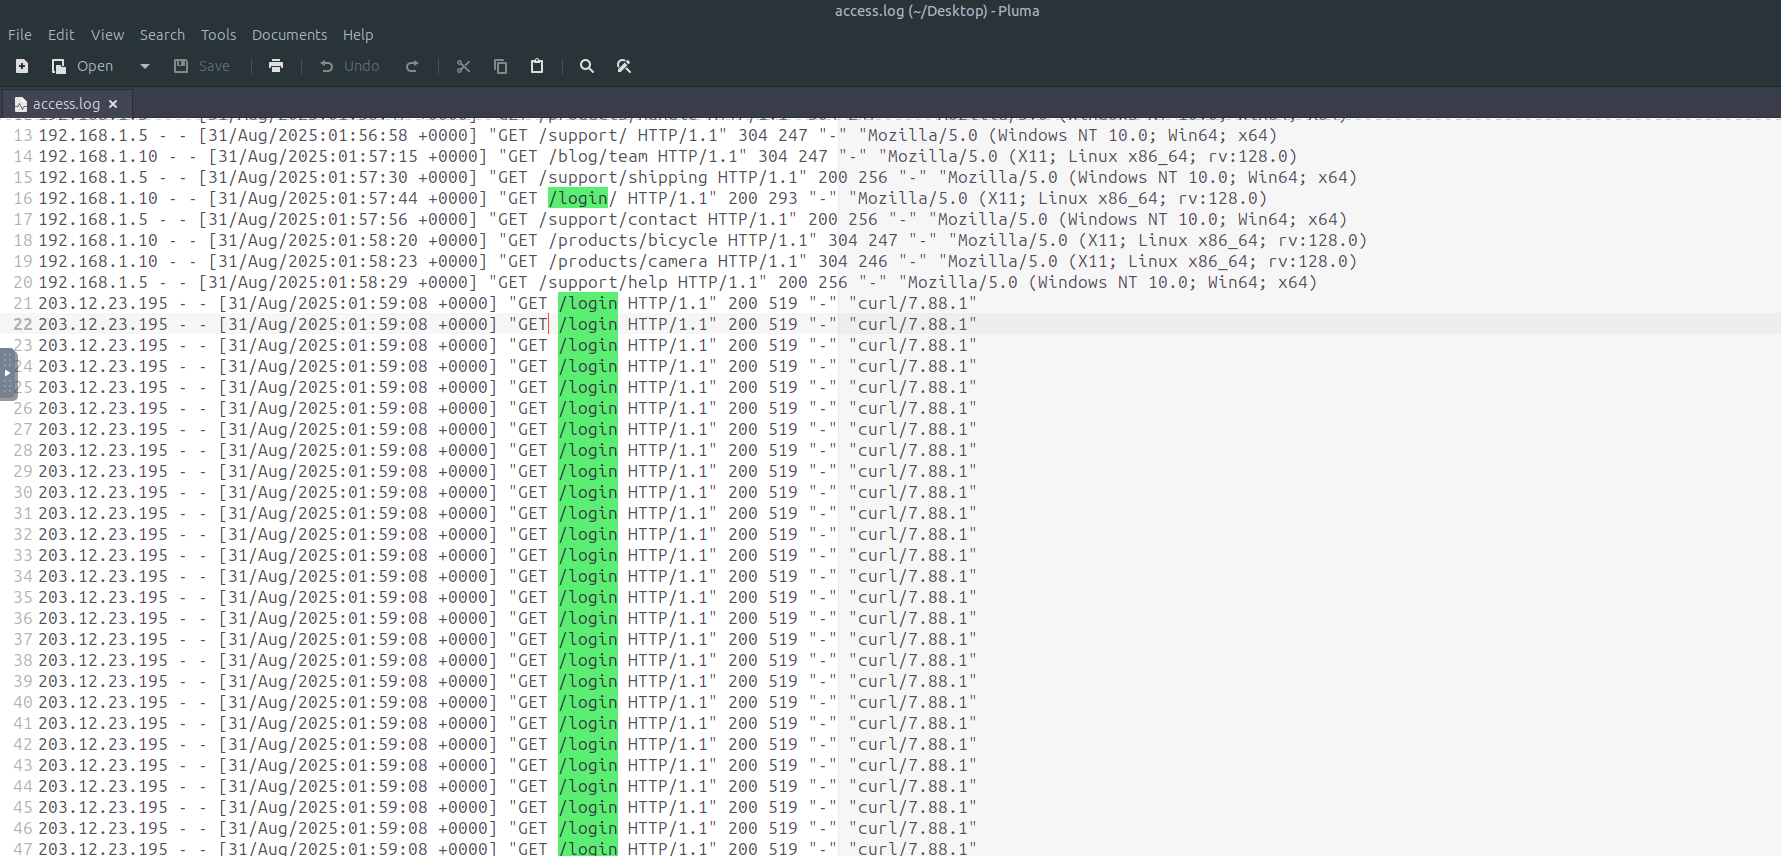 access.log (~/Desktop) - Pluma
File Edit View Search Tools Documents Help
Open Save Undo
access.log
13 192.168.1.5 - - [31/Aug/2025:01:56:58 +0000] "GET /support/ HTTP/1.1" 304 247 "-" "Mozilla/5.0 (Windows NT 10.0; Win64; x64)
14 192.168.1.10 - - [31/Aug/2025:01:57:15 +0000] "GET /blog/team HTTP/1.1" 304 247 "-" "Mozilla/5.0 (X11; Linux x86_64; rv:128.0)
15 192.168.1.5 - - [31/Aug/2025:01:57:30 +0000] "GET /support/shipping HTTP/1.1" 200 256 "-" "Mozilla/5.0 (Windows NT 10.0; Win64; x64)
16 192.168.1.10 - - [31/Aug/2025:01:57:44 +0000] "GET /login/ HTTP/1.1" 200 293 "-" "Mozilla/5.0 (X11; Linux x86_64; rv:128.0)
17 192.168.1.5 - - [31/Aug/2025:01:57:56 +0000] "GET /support/contact HTTP/1.1" 200 256 "-" "Mozilla/5.0 (Windows NT 10.0; Win64; x64)
18 192.168.1.10 - - [31/Aug/2025:01:58:20 +0000] "GET /products/bicycle HTTP/1.1" 304 247 "-" "Mozilla/5.0 (X11; Linux x86_64; rv:128.0)
19 192.168.1.10 - - [31/Aug/2025:01:58:23 +0000] "GET /products/camera HTTP/1.1" 304 246 "-" "Mozilla/5.0 (X11; Linux x86_64; rv:128.0)
20 192.168.1.5 - - [31/Aug/2025:01:58:29 +0000] "GET /support/help HTTP/1.1" 200 256 "-" "Mozilla/5.0 (Windows NT 10.0; Win64; x64)
21 203.12.23.195 - - [31/Aug/2025:01:59:08 +0000] "GET /login HTTP/1.1" 200 519 "-" "curl/7.88.1"
22 203.12.23.195 - - [31/Aug/2025:01:59:08 +0000] "GET /login HTTP/1.1" 200 519 "-" "curl/7.88.1"
23 203.12.23.195 - - [31/Aug/2025:01:59:08 +0000] "GET /login HTTP/1.1" 200 519 "-" "curl/7.88.1"
24 203.12.23.195 - - [31/Aug/2025:01:59:08 +0000] "GET /login HTTP/1.1" 200 519 "-" "curl/7.88.1"
25 203.12.23.195 - - [31/Aug/2025:01:59:08 +0000] "GET /login HTTP/1.1" 200 519 "-" "curl/7.88.1"
26 203.12.23.195 - - [31/Aug/2025:01:59:08 +0000] "GET /login HTTP/1.1" 200 519 "-" "curl/7.88.1"
27 203.12.23.195 - - [31/Aug/2025:01:59:08 +0000] "GET /login HTTP/1.1" 200 519 "-" "curl/7.88.1"
28 203.12.23.195 - - [31/Aug/2025:01:59:08 +0000] "GET /login HTTP/1.1" 200 519 "-" "curl/7.88.1"
29 203.12.23.195 - - [31/Aug/2025:01:59:08 +0000] "GET /login HTTP/1.1" 200 519 "-" "curl/7.88.1"
30 203.12.23.195 - - [31/Aug/2025:01:59:08 +0000] "GET /login HTTP/1.1" 200 519 "-" "curl/7.88.1"
31 203.12.23.195 - - [31/Aug/2025:01:59:08 +0000] "GET /login HTTP/1.1" 200 519 "-" "curl/7.88.1"
32 203.12.23.195 - - [31/Aug/2025:01:59:08 +0000] "GET /login HTTP/1.1" 200 519 "-" "curl/7.88.1"
33 203.12.23.195 - - [31/Aug/2025:01:59:08 +0000] "GET /login HTTP/1.1" 200 519 "-" "curl/7.88.1"
34 203.12.23.195 - - [31/Aug/2025:01:59:08 +0000] "GET /login HTTP/1.1" 200 519 "-" "curl/7.88.1"
35 203.12.23.195 - - [31/Aug/2025:01:59:08 +0000] "GET /login HTTP/1.1" 200 519 "-" "curl/7.88.1"
36 203.12.23.195 - - [31/Aug/2025:01:59:08 +0000] "GET /login HTTP/1.1" 200 519 "-" "curl/7.88.1"
37 203.12.23.195 - - [31/Aug/2025:01:59:08 +0000] "GET /login HTTP/1.1" 200 519 "-" "curl/7.88.1"
38 203.12.23.195 - - [31/Aug/2025:01:59:08 +0000] "GET /login HTTP/1.1" 200 519 "-" "curl/7.88.1"
39 203.12.23.195 - - [31/Aug/2025:01:59:08 +0000] "GET /login HTTP/1.1" 200 519 "-" "curl/7.88.1"
40 203.12.23.195 - - [31/Aug/2025:01:59:08 +0000] "GET /login HTTP/1.1" 200 519 "-" "curl/7.88.1"
41 203.12.23.195 - - [31/Aug/2025:01:59:08 +0000] "GET /login HTTP/1.1" 200 519 "-" "curl/7.88.1"
42 203.12.23.195 - - [31/Aug/2025:01:59:08 +0000] "GET /login HTTP/1.1" 200 519 "-" "curl/7.88.1"
43 203.12.23.195 - - [31/Aug/2025:01:59:08 +0000] "GET /login HTTP/1.1" 200 519 "-" "curl/7.88.1"
44 203.12.23.195 - - [31/Aug/2025:01:59:08 +0000] "GET /login HTTP/1.1" 200 519 "-" "curl/7.88.1"
45 203.12.23.195 - - [31/Aug/2025:01:59:08 +0000] "GET /login HTTP/1.1" 200 519 "-" "curl/7.88.1"
46 203.12.23.195 - - [31/Aug/2025:01:59:08 +0000] "GET /login HTTP/1.1" 200 519 "-" "curl/7.88.1"
47 203.12.23.195 - - [31/Aug/2025:01:59:08 +0000] "GET /login HTTP/1.1" 200 519 "-" "curl/7.88.1"